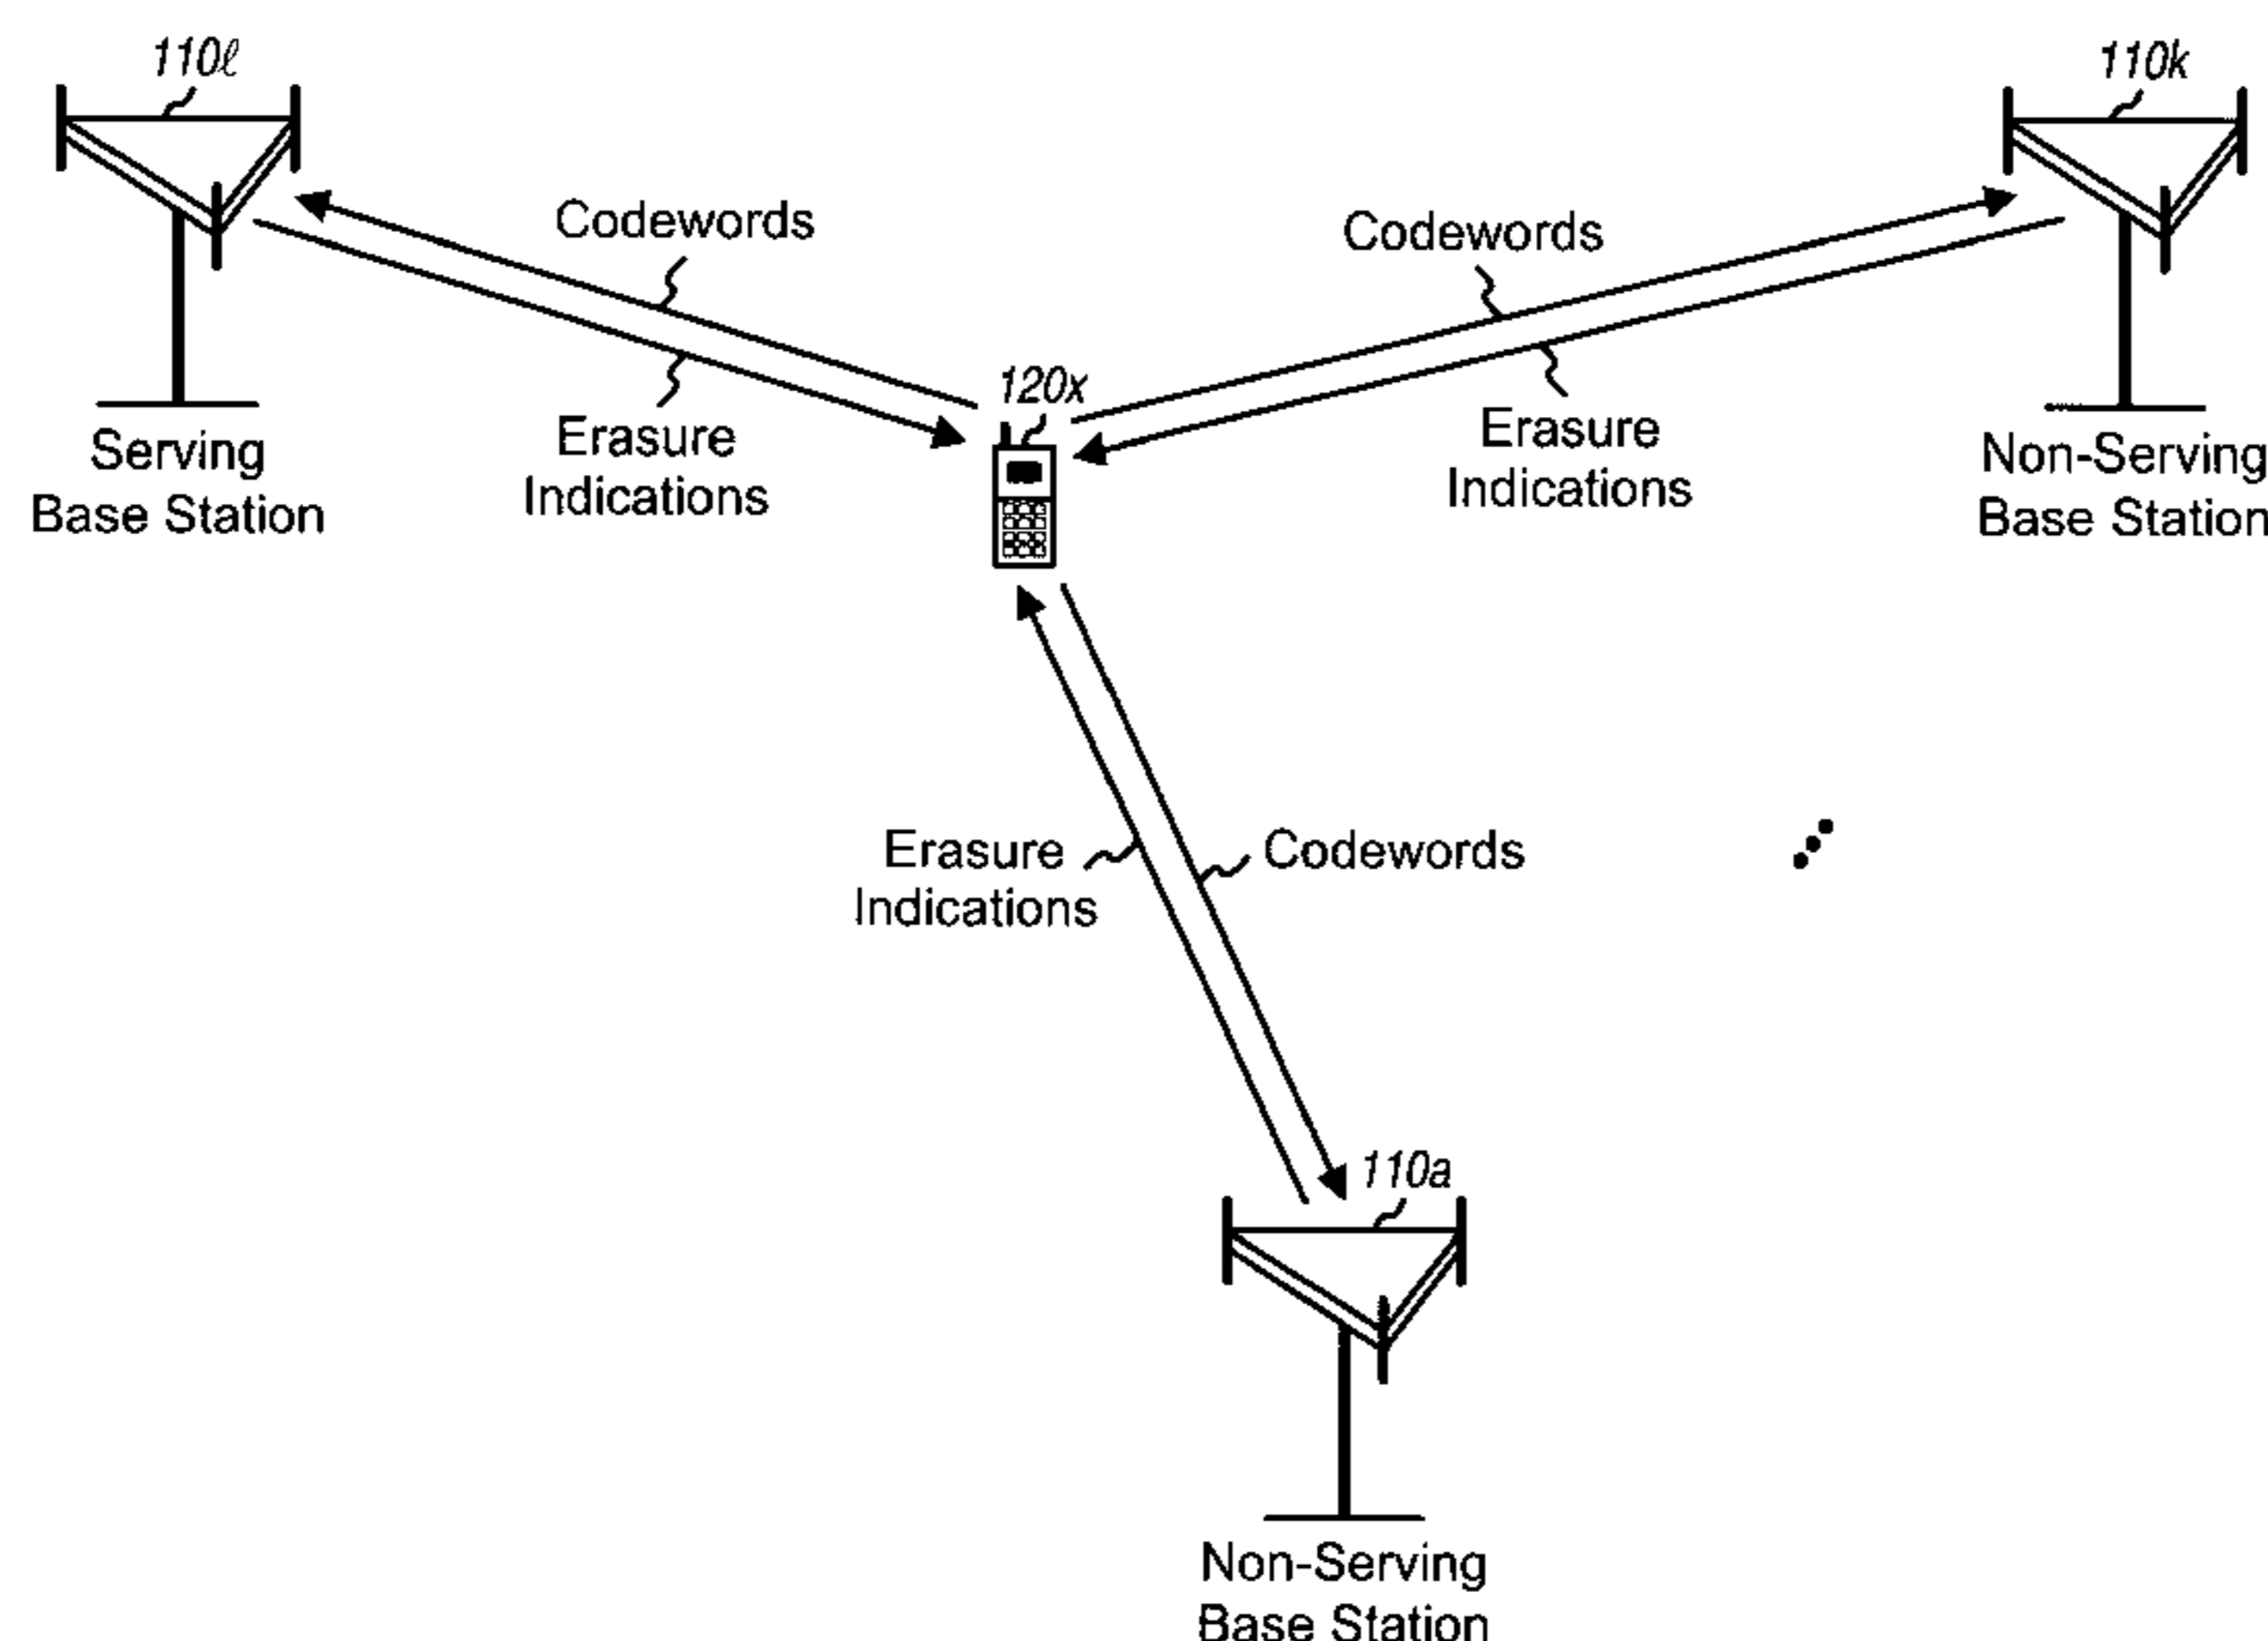 110ℓ
110k
Codewords
Codewords
120x
Erasure
Indications
Erasure
Indications
Serving
Base Station
Non-Serving
Base Station
Erasure
Indications
Codewords
110a
Non-Serving
Base Station